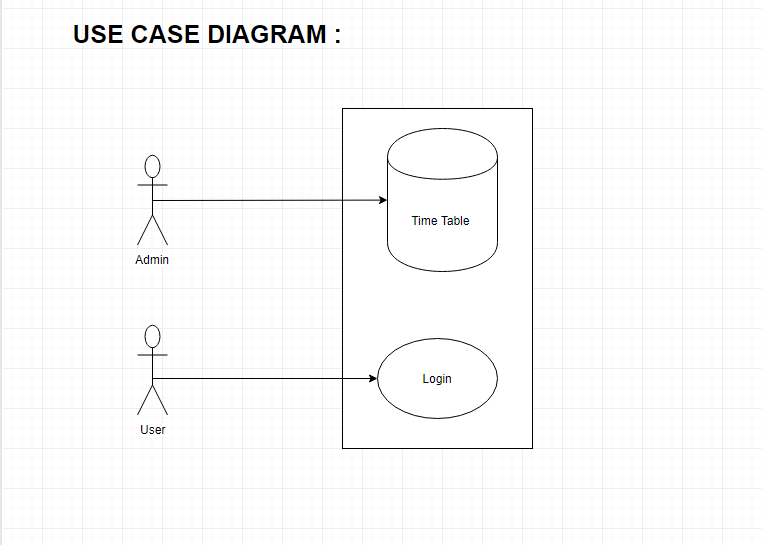 USE CASE DIAGRAM :
Time Table
Admin
Login
User